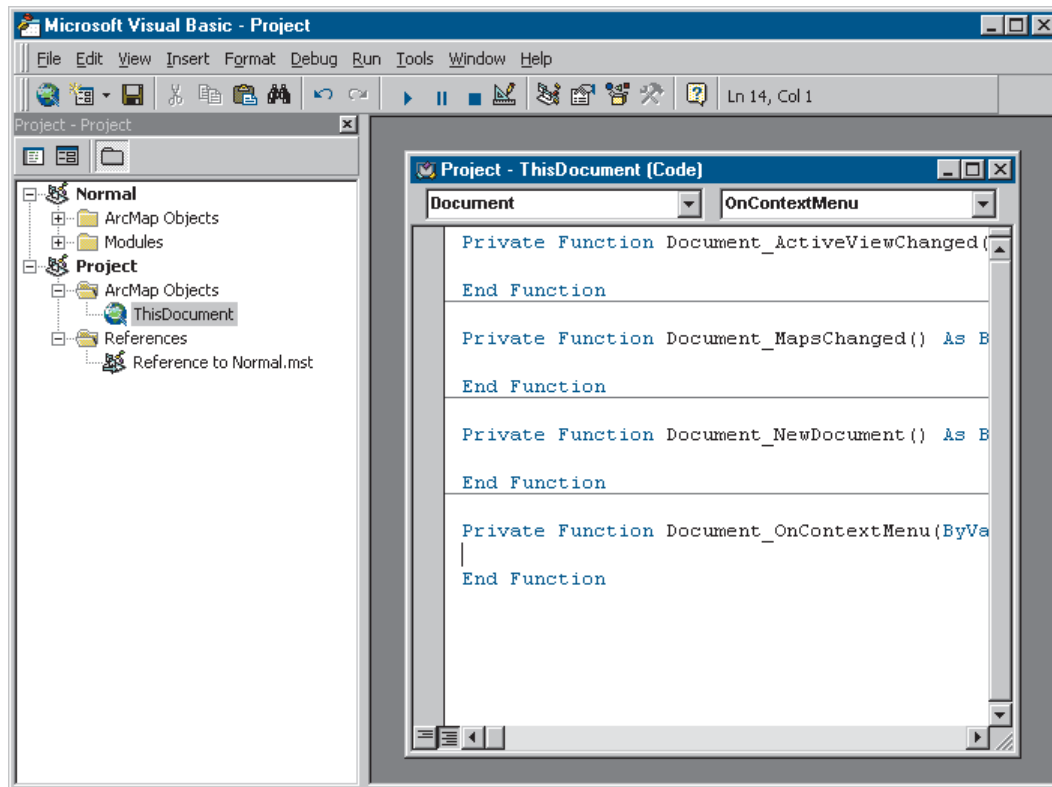 Microsoft Visual Basic - Project
File Edit View Insert Format Debug Run Tools Window Help
Ln 14, Col 1
Project - Project
Normal
ArcMap Objects
Modules
Project
ArcMap Objects
ThisDocument
References
Reference to Normal.mst
Project - ThisDocument (Code)
Document OnContextMenu
Private Function Document_ActiveViewChanged(
End Function
Private Function Document_MapsChanged() As B
End Function
Private Function Document_NewDocument() As B
End Function
Private Function Document_OnContextMenu(ByVa
End Function